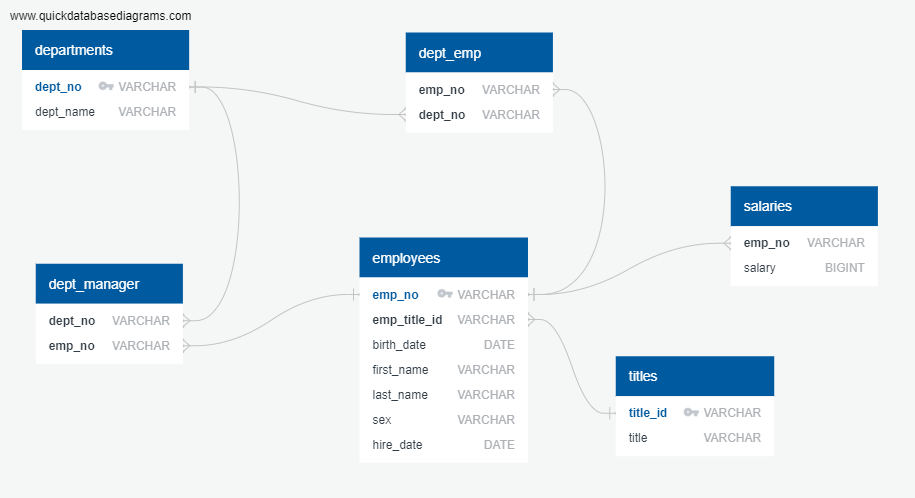 www.quickdatabasediagrams.com
departments
dept_no VARCHAR
dept_name VARCHAR
dept_emp
emp_no VARCHAR
dept_no VARCHAR
salaries
emp_no VARCHAR
salary BIGINT
employees
emp_no VARCHAR
emp_title_id VARCHAR
birth_date DATE
first_name VARCHAR
last_name VARCHAR
sex VARCHAR
hire_date DATE
dept_manager
dept_no VARCHAR
emp_no VARCHAR
titles
title_id VARCHAR
title VARCHAR